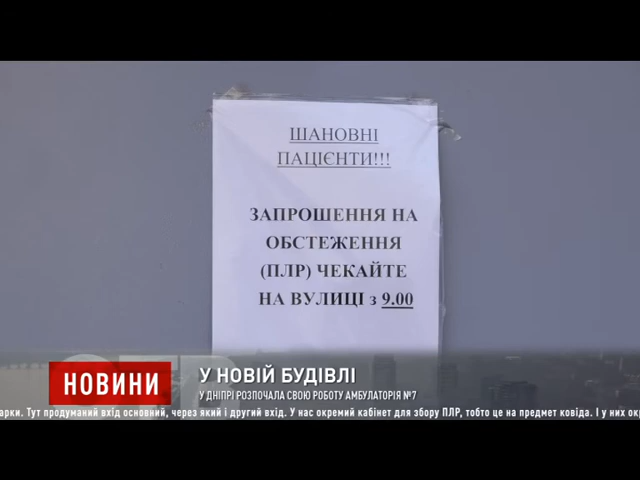 ШАНОВНІ
ПАЦІЄНТИ!!!
ЗАПРОШЕННЯ НА
ОБСТЕЖЕННЯ
(ПЛР) ЧЕКАЙТЕ
НА ВУЛИЦІ з 9.00
НОВИНИ
У НОВІЙ БУДІВЛІ
У ДНІПРІ РОЗПОЧАЛА СВОЮ РОБОТУ АМБУЛАТОРІЯ №7
арки. Тут продуманий вхід основний, через який і другий вхід. У нас окремий кабінет для збору ПЛР, тобто це на предмет ковіда. І у них окр